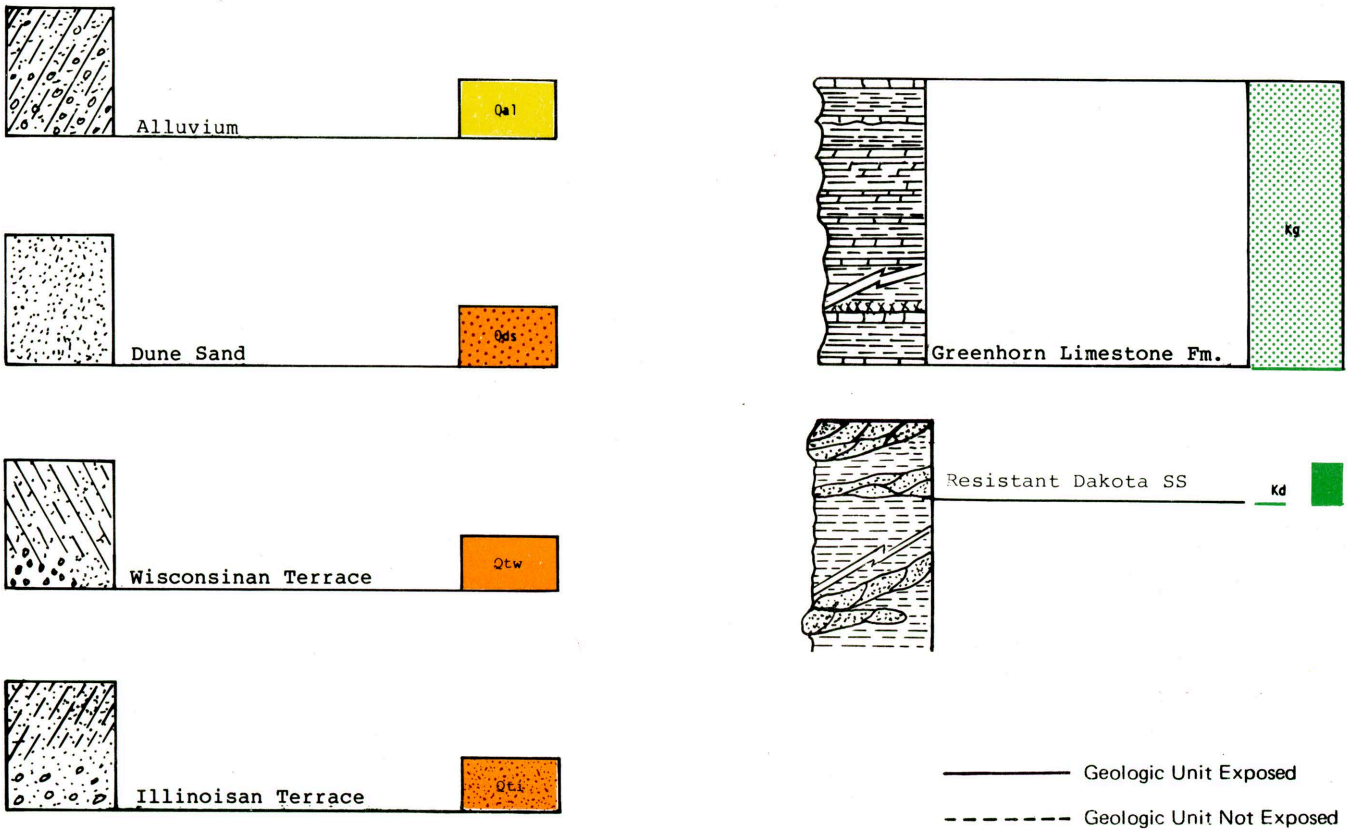 Alluvium
Qal
Dune Sand
Qds
Wisconsinan Terrace
Qtw
Illinoisan Terrace
Qti
Kg
Greenhorn Limestone Fm.
Resistant Dakota SS
Kd
Geologic Unit Exposed
Geologic Unit Not Exposed